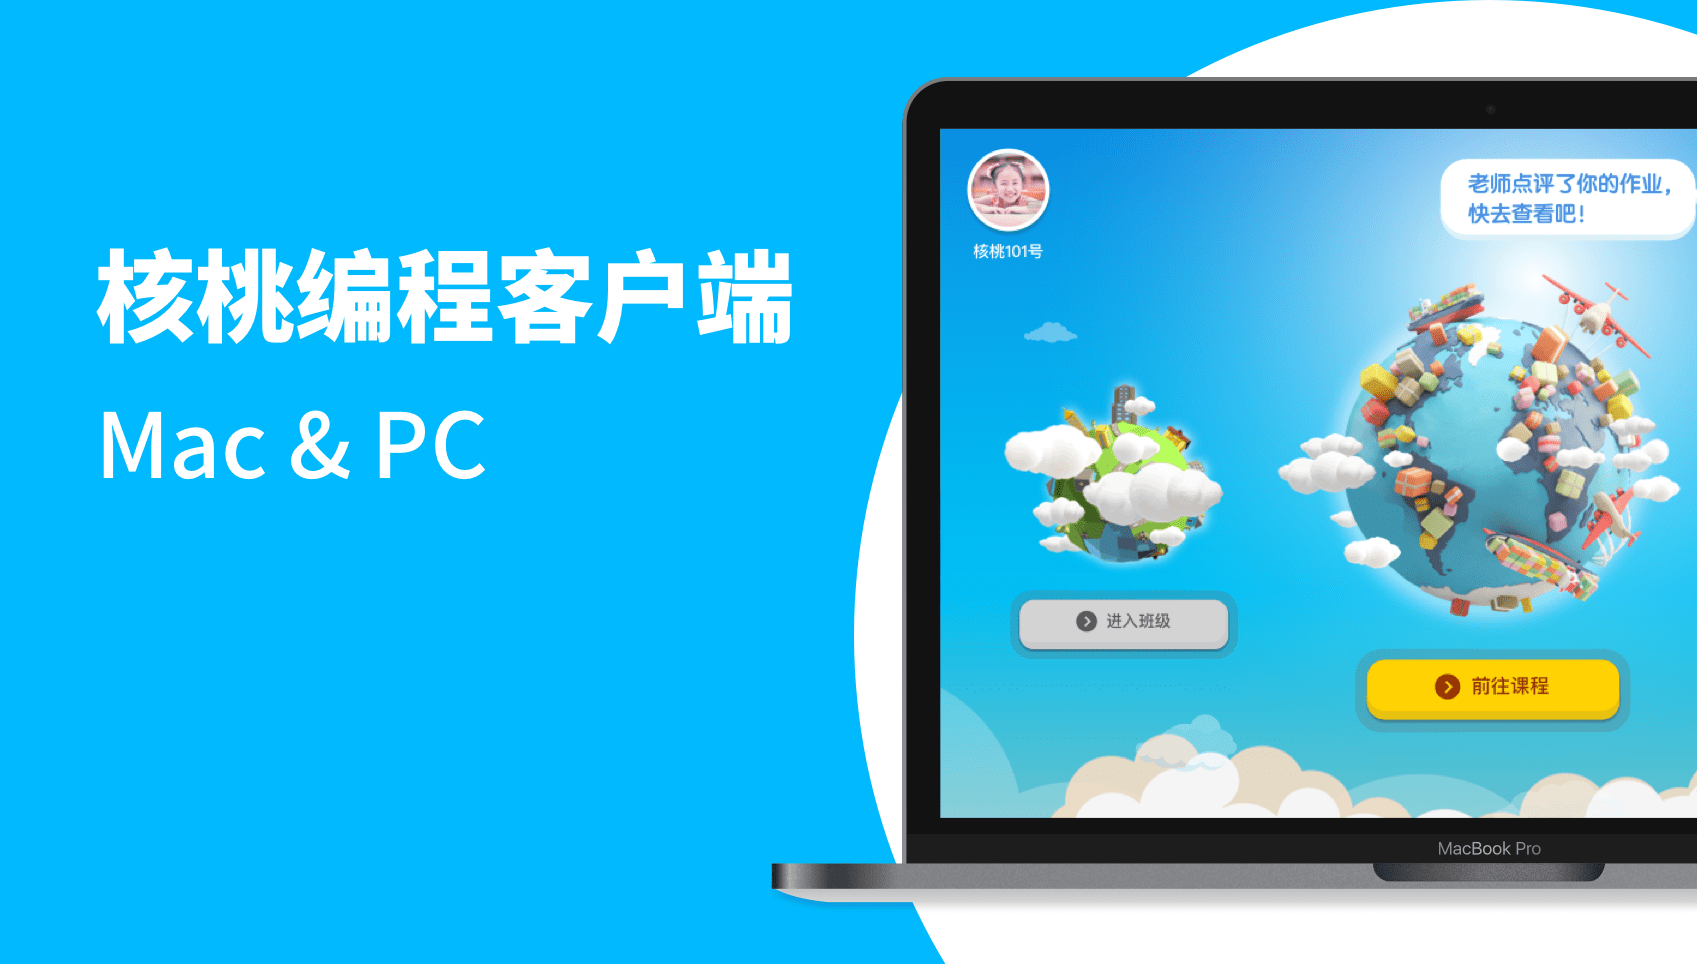 核桃编程客户端
Mac & PC
核桃101号
老师点评了你的作业，
快去查看吧！
进入班级
前往课程
MacBook Pro